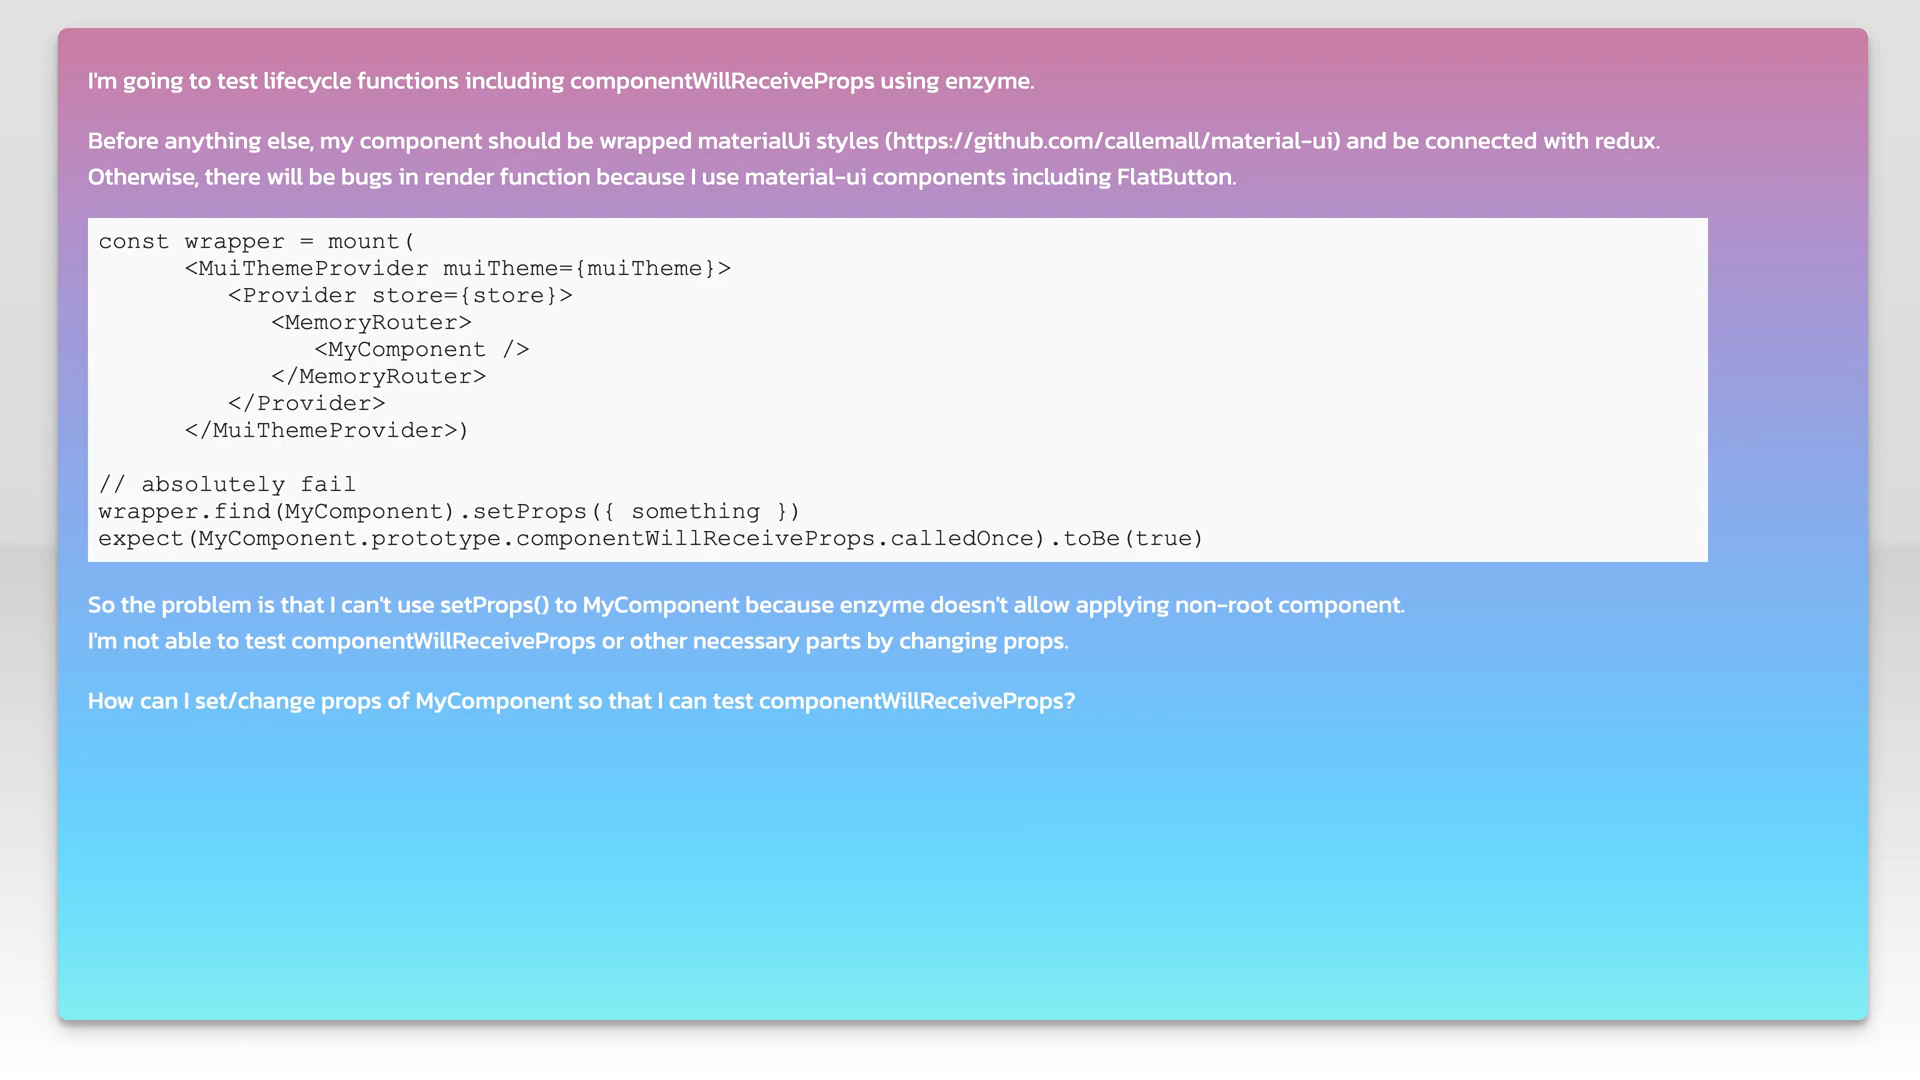 I'm going to test lifecycle functions including componentWillReceiveProps using enzyme.
Before anything else, my component should be wrapped materialUi styles (https://github.com/callemall/material-ui) and be connected with redux.
Otherwise, there will be bugs in render function because I use material-ui components including FlatButton.
const wrapper = mount(
      <MuiThemeProvider muiTheme={muiTheme}>
         <Provider store={store}>
            <MemoryRouter>
               <MyComponent />
            </MemoryRouter>
         </Provider>
      </MuiThemeProvider>)
// absolutely fail
wrapper.find(MyComponent).setProps({ something })
expect(MyComponent.prototype.componentWillReceiveProps.calledOnce).toBe(true)
So the problem is that I can't use setProps() to MyComponent because enzyme doesn't allow applying non-root component.
I'm not able to test componentWillReceiveProps or other necessary parts by changing props.
How can I set/change props of MyComponent so that I can test componentWillReceiveProps?